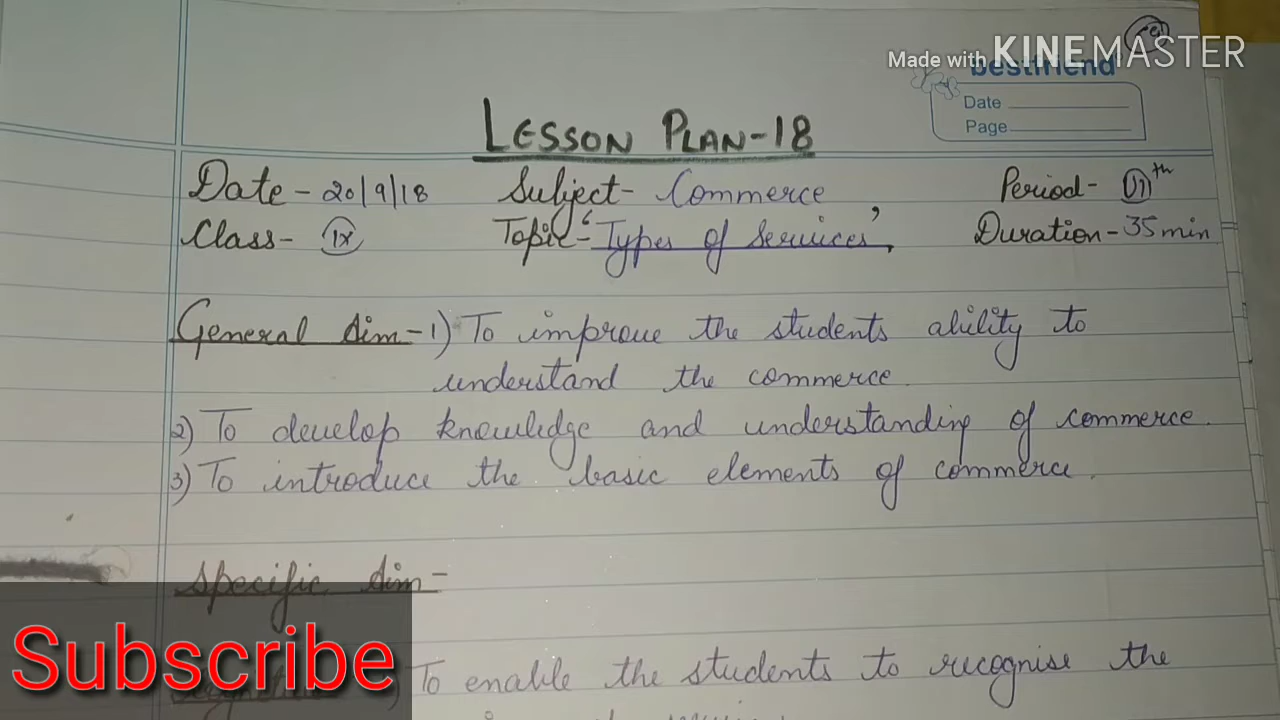 Made with KINEMASTER
bestfriend
Date
Page
LESSON PLAN-18
Date - 20/9/18 Subject - Commerce Period - th
Class - IX Topic - "Types of Services", Duration - 35 min
General Aim - 1) To improve the students ability to
understand the commerce.
2) To develop knowledge and understanding of commerce.
3) To introduce the basic elements of commerce.
Specific Aim -
Subscribe
To enable the students to recognise the